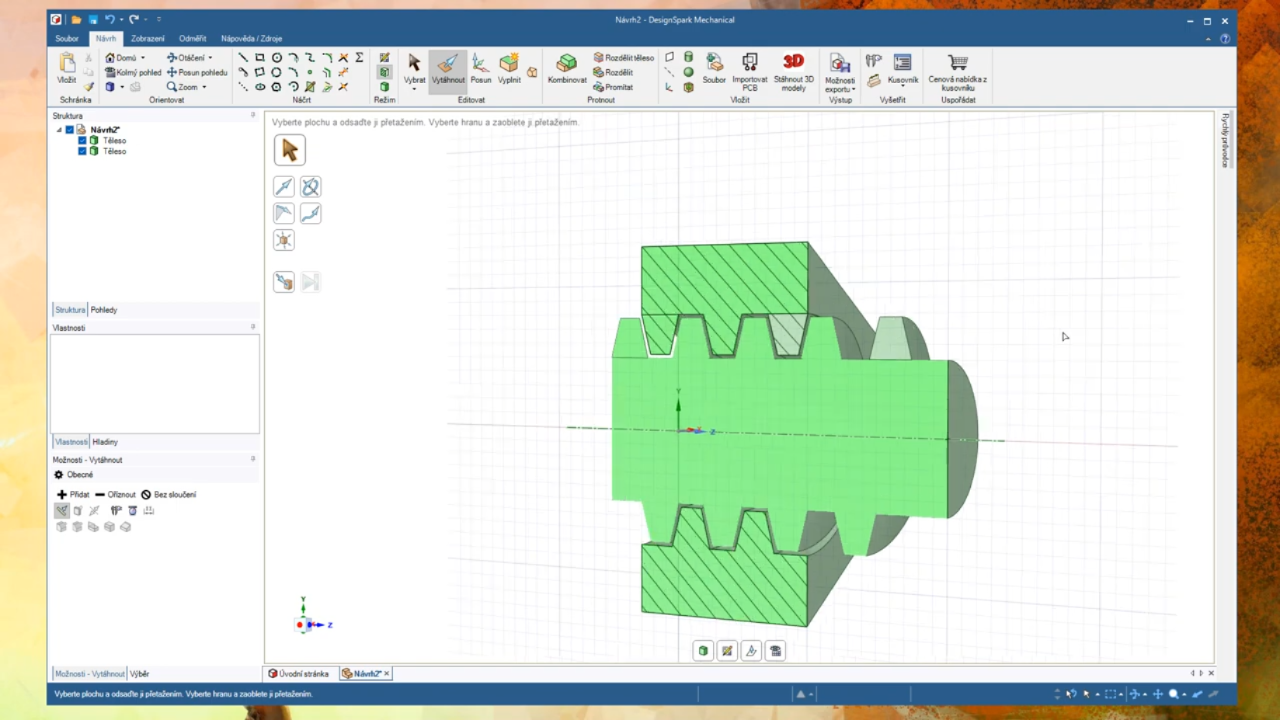 Návrh2 - DesignSpark Mechanical
Soubor Návrh Zobrazení Odměřit Nápověda / Zdroje
Vložit
Schránka
Domů Otáčení
Kolmý pohled Posun pohledu
Zoom
Orientovat
Náčrt
Režim
Vybrat Vytáhnout Posun Vyplnit
Editovat
Kombinovat
Rozdělit těleso
Rozdělit
Promítat
Protnout
Soubor Importovat PCB Stáhnout 3D modely
3D
Vložit
Možnosti exportu
Výstup
Kusovník
Vyšetřit
Cenová nabídka z kusovníku
Uspořádat
Struktura
Návrh2*
Těleso
Těleso
Struktura Pohledy
Vlastnosti
Vlastnosti Hladiny
Možnosti - Vytáhnout
Obecné
Přidat Oříznout Bez sloučení
Možnosti - Vytáhnout Výběr
Vyberte plochu a odsaďte ji přetažením. Vyberte hranu a zaoblete ji přetažením.
Rychlý průvodce
Y
Z
Y
Z
Úvodní stránka Návrh2*
Vyberte plochu a odsaďte ji přetažením. Vyberte hranu a zaoblete ji přetažením.